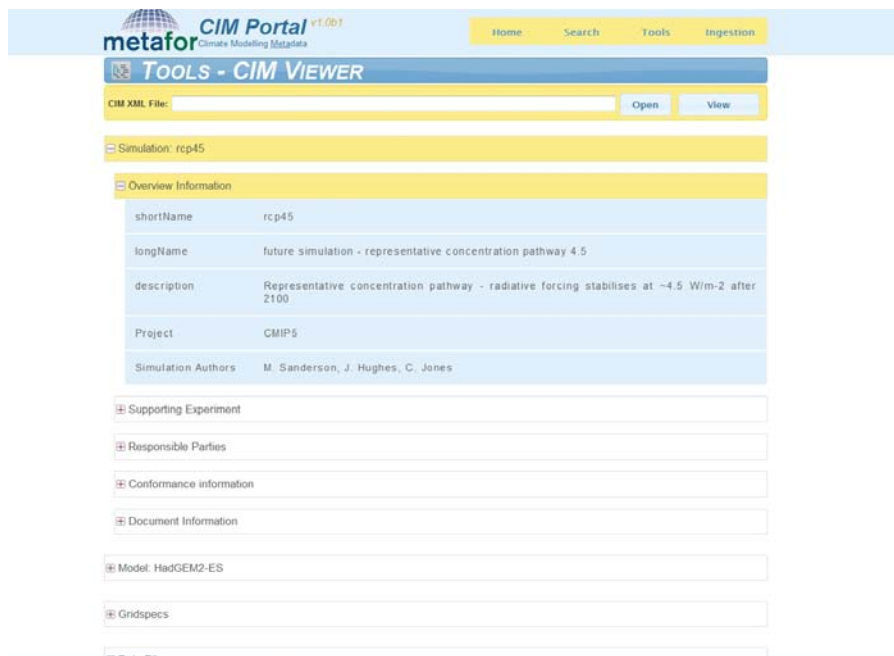 CIM Portal v1.0b1
metafor Climate Modelling Metadata
Home Search Tools Ingestion
TOOLS - CIM VIEWER
CIM XML File: Open View
Simulation: rcp45
Overview Information
shortName rcp45
longName future simulation - representative concentration pathway 4.5
description Representative concentration pathway - radiative forcing stabilises at ~4.5 W/m-2 after
2100
Project CMIP5
Simulation Authors M. Sanderson, J. Hughes, C. Jones
Supporting Experiment
Responsible Parties
Conformance information
Document Information
Model: HadGEM2-ES
Gridspecs